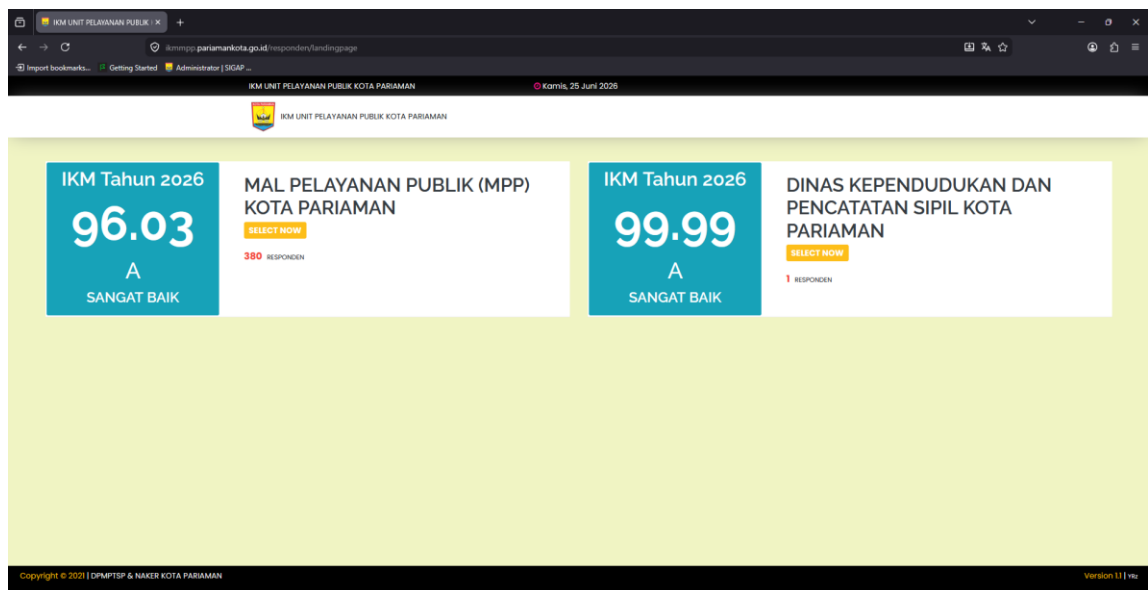 IKM UNIT PELAYANAN PUBLIK
ikmmpp.pariamankota.go.id/responden/landingpage
Import bookmarks...
Getting Started
Administrator | SIGAP ...
IKM UNIT PELAYANAN PUBLIK KOTA PARIAMAN
Kamis, 25 Juni 2026
IKM UNIT PELAYANAN PUBLIK KOTA PARIAMAN
IKM Tahun 2026
96.03
A
SANGAT BAIK
MAL PELAYANAN PUBLIK (MPP)
KOTA PARIAMAN
SELECT NOW
380 RESPONDEN
IKM Tahun 2026
99.99
A
SANGAT BAIK
DINAS KEPENDUDUKAN DAN
PENCATATAN SIPIL KOTA
PARIAMAN
SELECT NOW
1 RESPONDEN
Copyright © 2021 | DPMPTSP & NAKER KOTA PARIAMAN
Version 1.1 | YRz